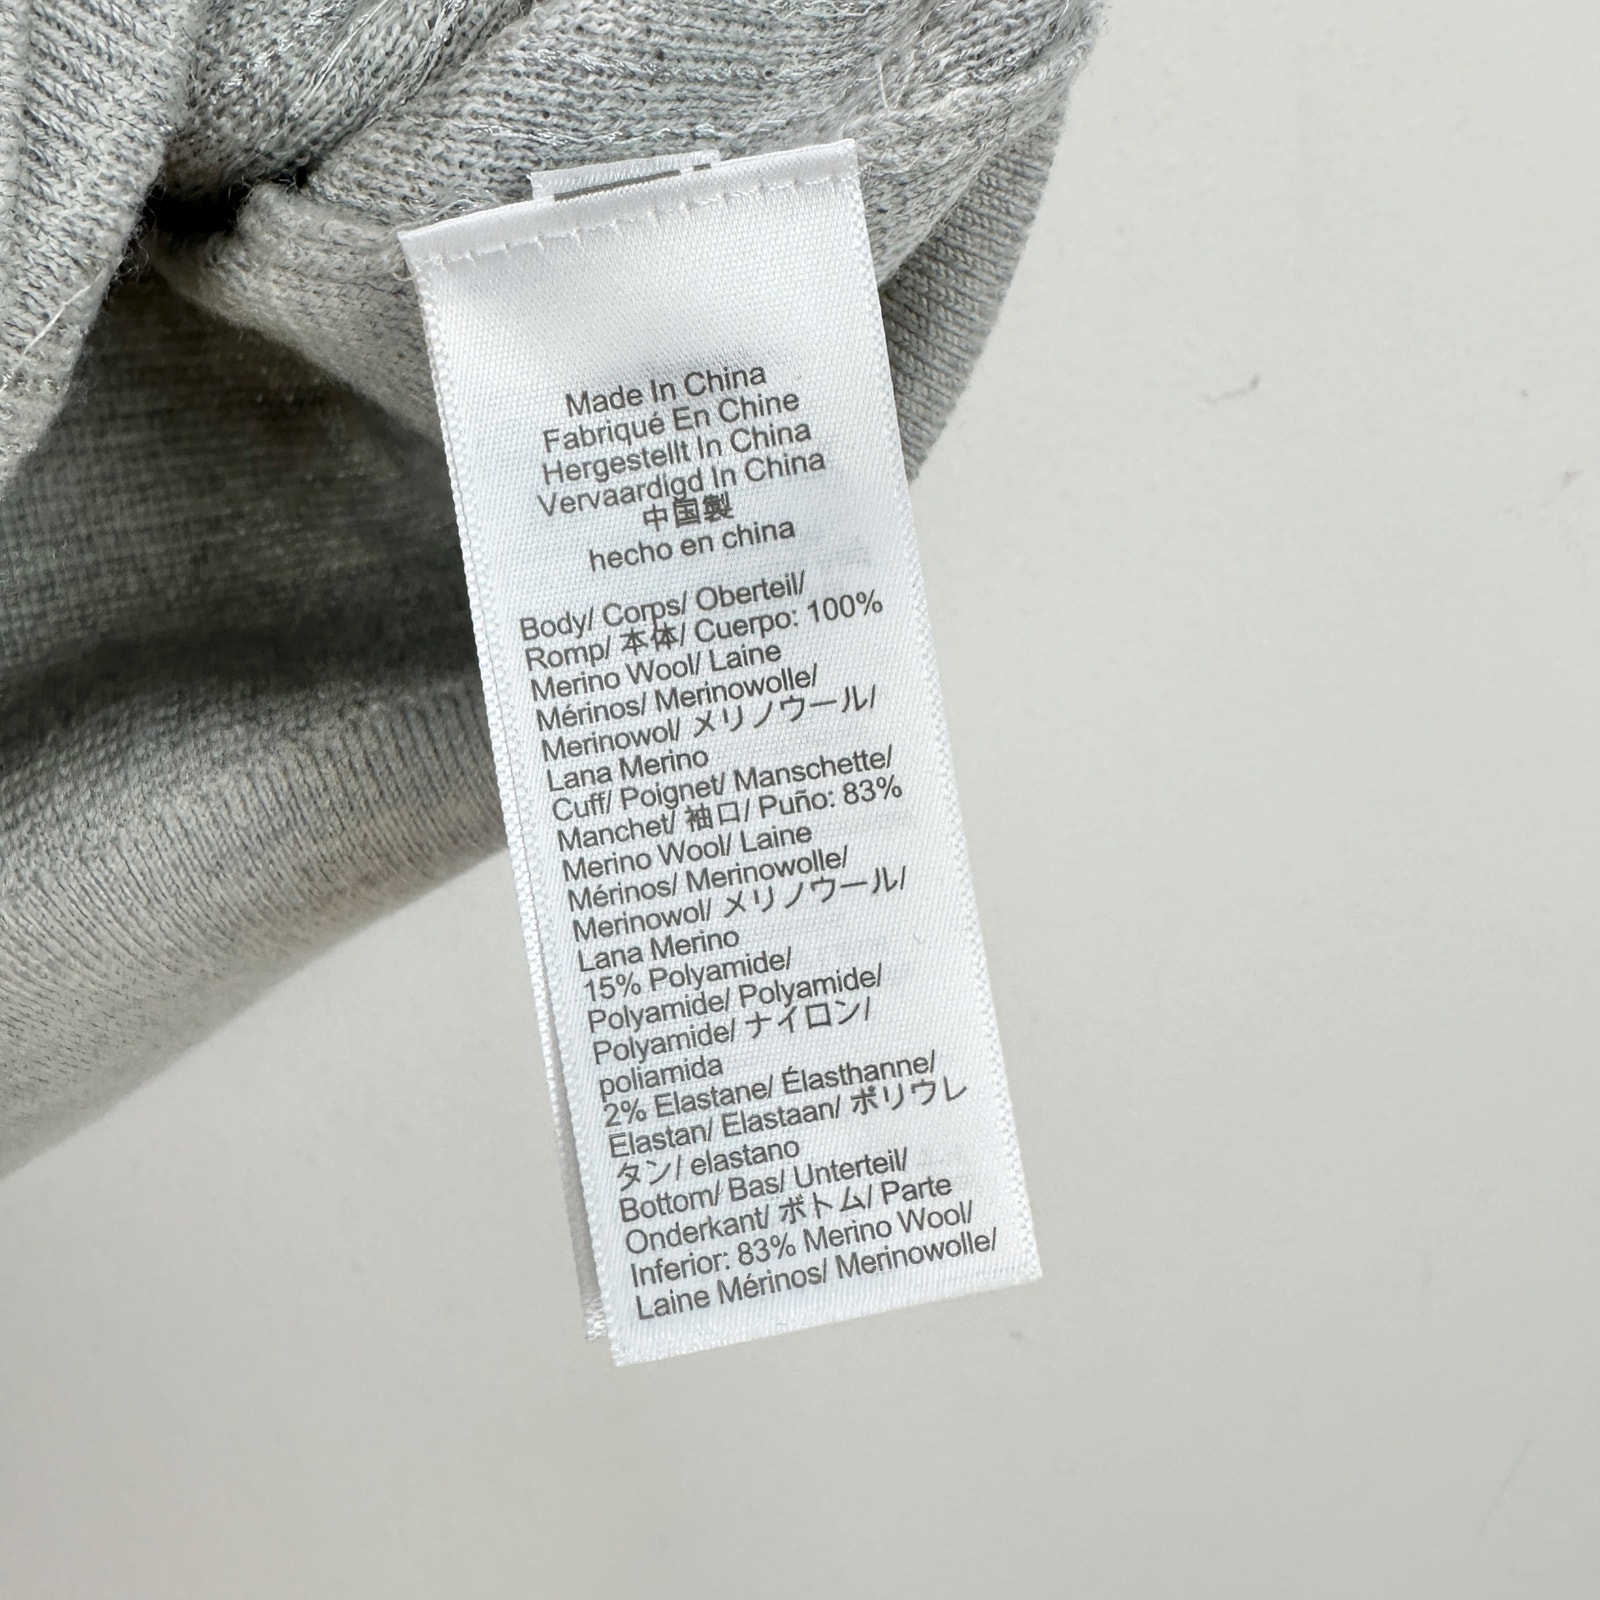 Made In China
Fabriqué En Chine
Hergestellt In China
Vervaardigd In China
中国製
hecho en china
Body/ Corps/ Oberteil/
Romp/ 本体/ Cuerpo: 100%
Merino Wool/ Laine
Mérinos/ Merinowolle/
Merinowol/ メリノウール/
Lana Merino
Cuff/ Poignet/ Manschette/
Manchet/ 袖口/ Puño: 83%
Merino Wool/ Laine
Mérinos/ Merinowolle/
Merinowol/ メリノウール/
Lana Merino
15% Polyamide/
Polyamide/ Polyamide/
Polyamide/ ナイロン/
poliamida
2% Elastane/ Élasthanne/
Elastan/ Elastaan/ ポリウレ
タン/ elastano
Bottom/ Bas/ Unterteil/
Onderkant/ ボトム/ Parte
Inferior: 83% Merino Wool/
Laine Mérinos/ Merinowolle/